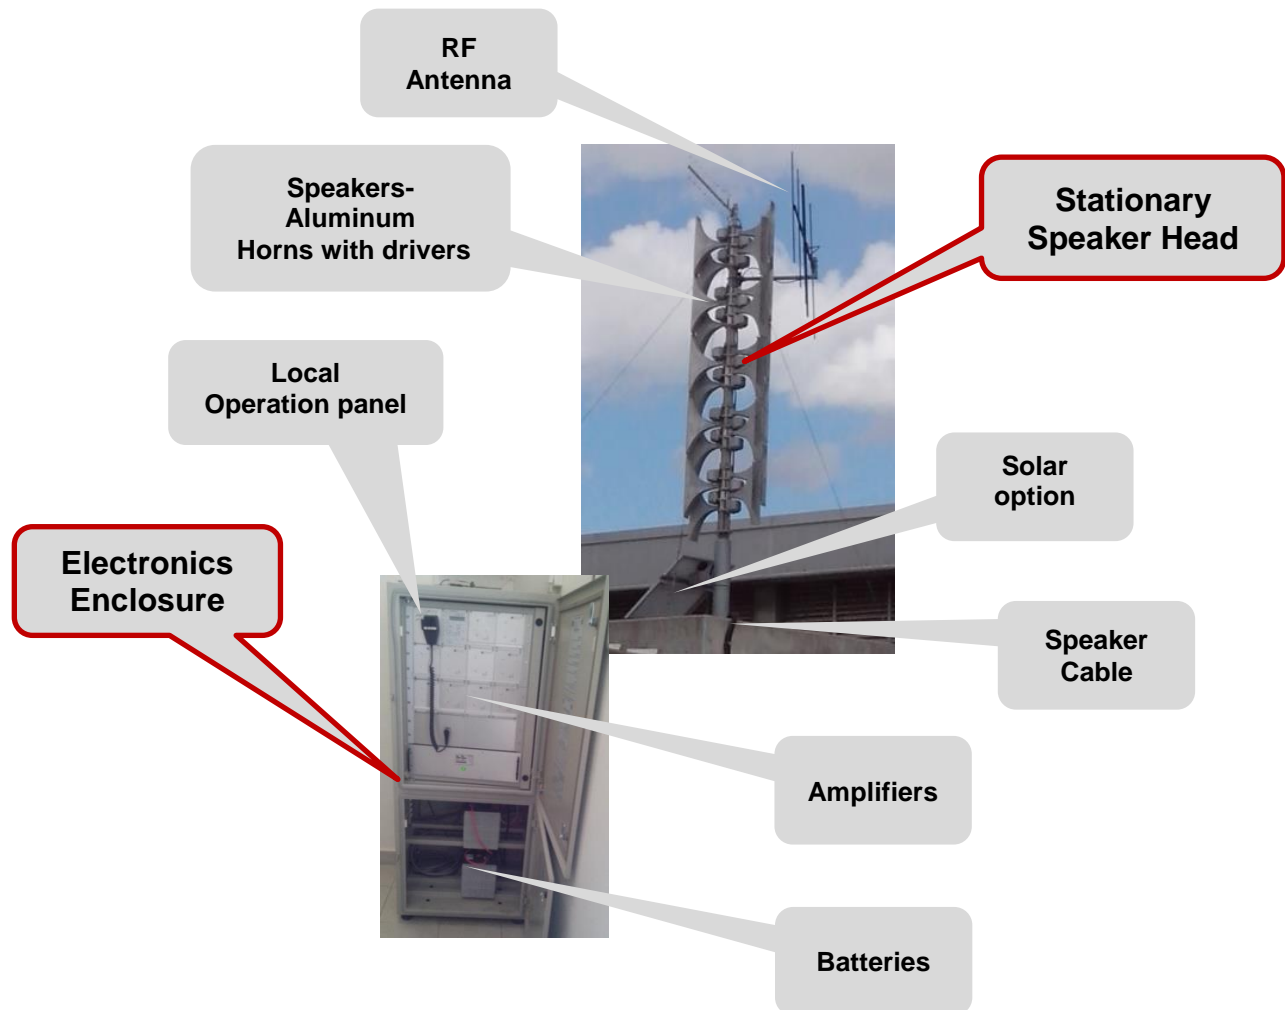 RF
Antenna
Speakers-
Aluminum
Horns with drivers
Stationary
Speaker Head
Local
Operation panel
Solar
option
Electronics
Enclosure
Speaker
Cable
Amplifiers
Batteries